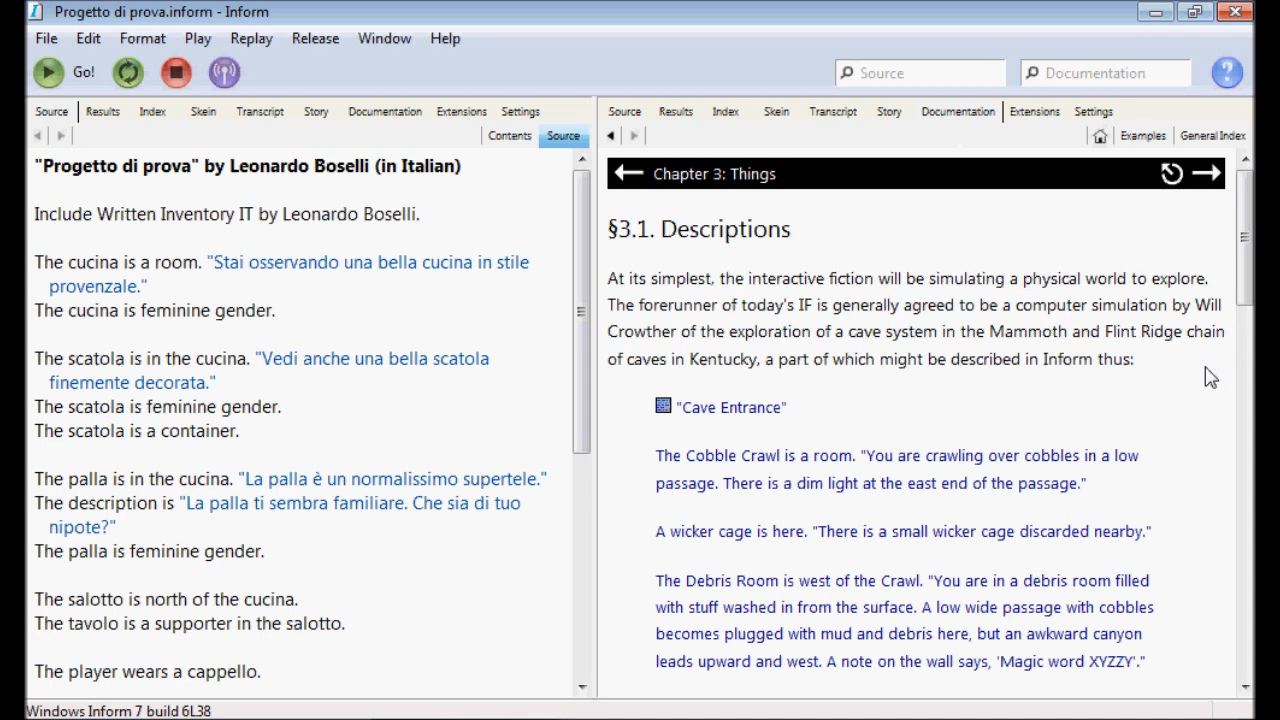 Progetto di prova.inform - Inform
File Edit Format Play Replay Release Window Help
Go!
Source
Documentation
?
Source Results Index Skein Transcript Story Documentation Extensions Settings
Contents Source
"Progetto di prova" by Leonardo Boselli (in Italian)
Include Written Inventory IT by Leonardo Boselli.
The cucina is a room. "Stai osservando una bella cucina in stile
provenzale."
The cucina is feminine gender.
The scatola is in the cucina. "Vedi anche una bella scatola
finemente decorata."
The scatola is feminine gender.
The scatola is a container.
The palla is in the cucina. "La palla è un normalissimo supertele."
The description is "La palla ti sembra familiare. Che sia di tuo
nipote?"
The palla is feminine gender.
The salotto is north of the cucina.
The tavolo is a supporter in the salotto.
The player wears a cappello.
Source Results Index Skein Transcript Story Documentation Extensions Settings
Examples General Index
Chapter 3: Things
§3.1. Descriptions
At its simplest, the interactive fiction will be simulating a physical world to explore.
The forerunner of today's IF is generally agreed to be a computer simulation by Will
Crowther of the exploration of a cave system in the Mammoth and Flint Ridge chain
of caves in Kentucky, a part of which might be described in Inform thus:
"Cave Entrance"
The Cobble Crawl is a room. "You are crawling over cobbles in a low
passage. There is a dim light at the east end of the passage."
A wicker cage is here. "There is a small wicker cage discarded nearby."
The Debris Room is west of the Crawl. "You are in a debris room filled
with stuff washed in from the surface. A low wide passage with cobbles
becomes plugged with mud and debris here, but an awkward canyon
leads upward and west. A note on the wall says, 'Magic word XYZZY'."
Windows Inform 7 build 6L38